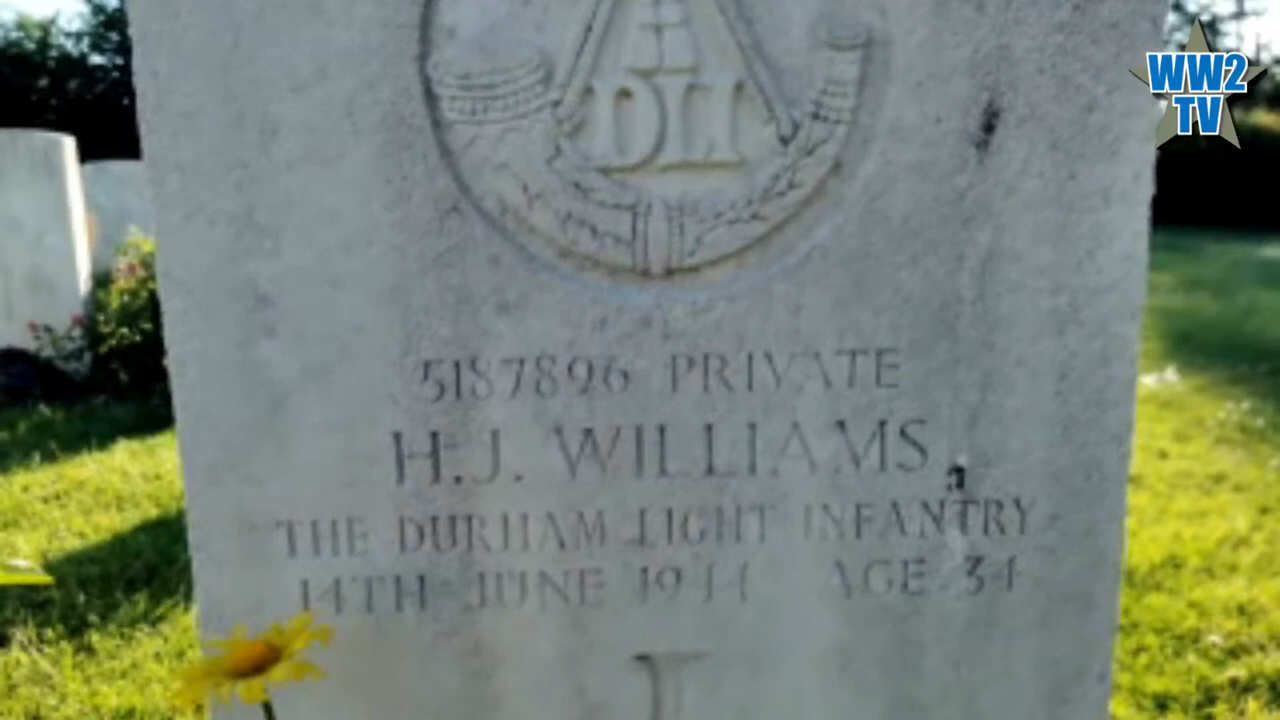 WW2
TV
DLI
5187896 PRIVATE
H.J. WILLIAMS
THE DURHAM LIGHT INFANTRY
14TH JUNE 1944 AGE 34